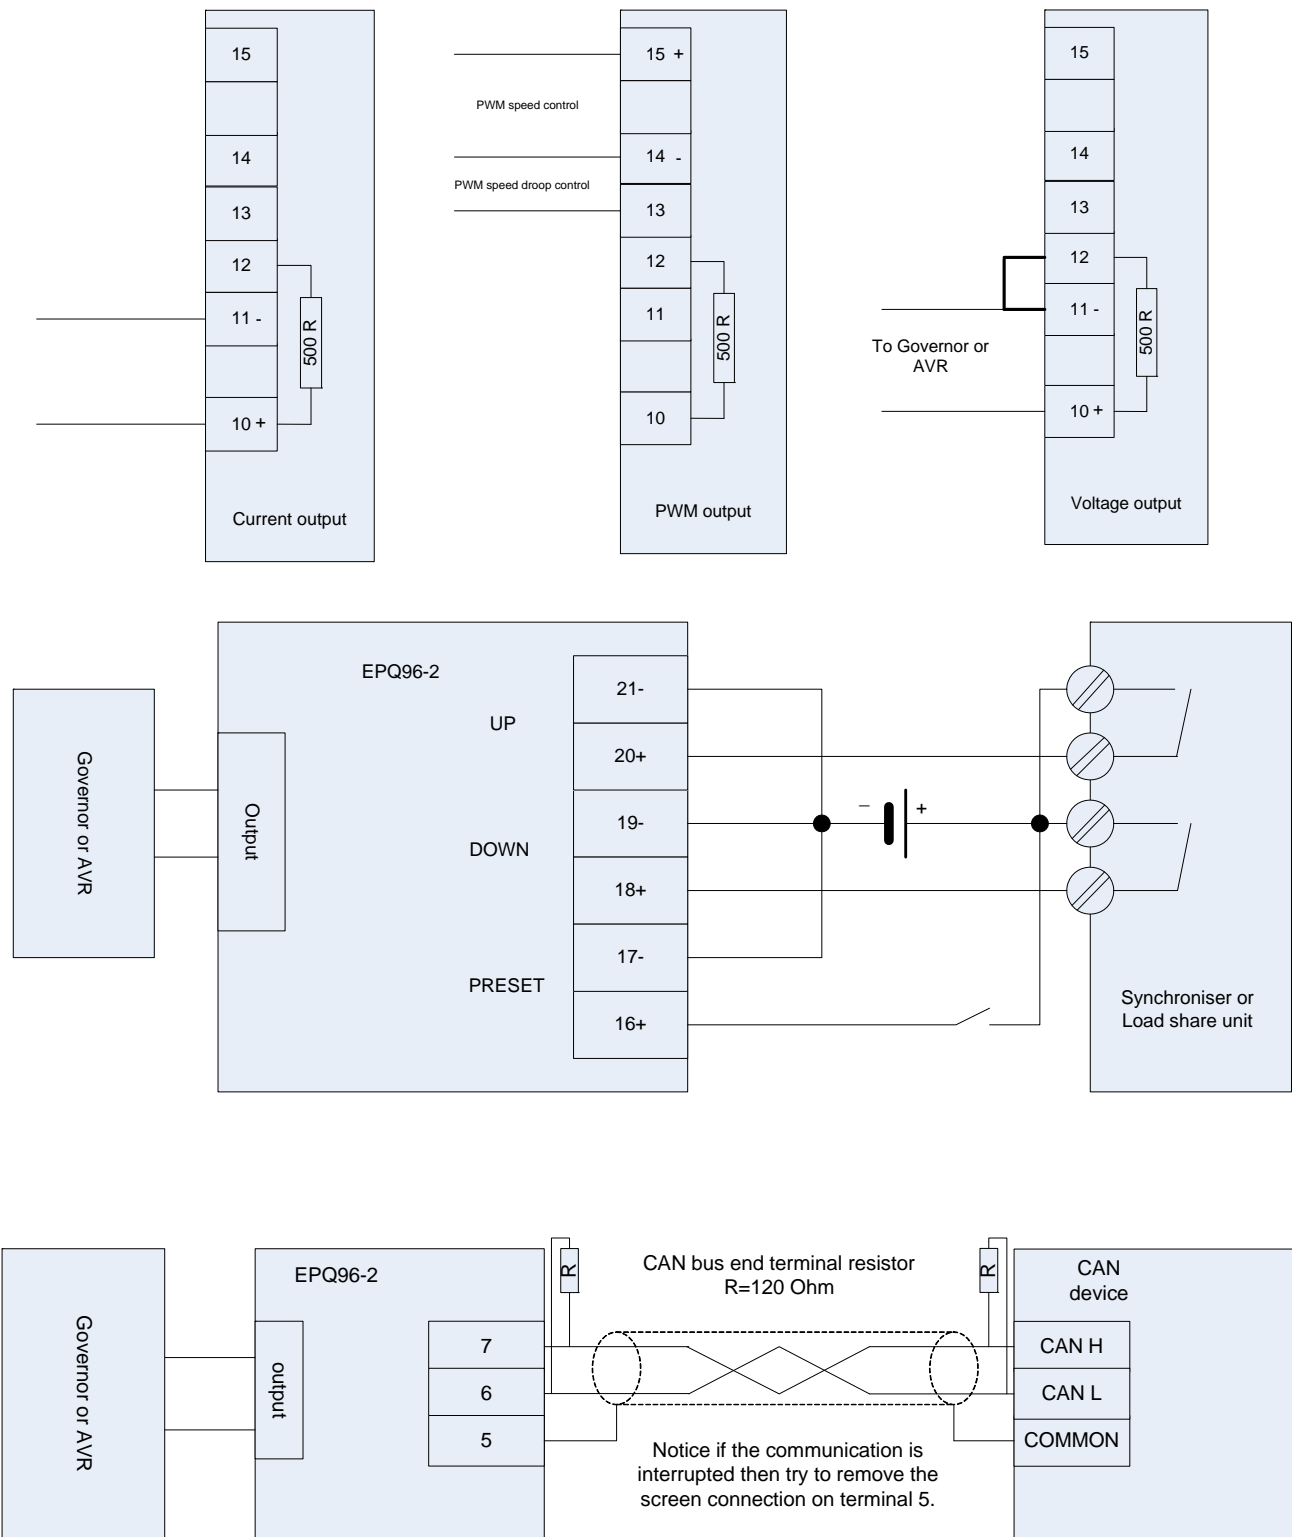 15
14
13
12
11 -
10 +
500 R
Current output
15 +
PWM speed control
14 -
PWM speed droop control
13
12
11
10
500 R
PWM output
15
14
13
12
11 -
10 +
500 R
To Governor or
AVR
Voltage output
Governor or AVR
Output
EPQ96-2
UP
DOWN
PRESET
21-
20+
19-
18+
17-
16+
− +
Synchroniser or
Load share unit
Governor or AVR
output
EPQ96-2
7
6
5
R
CAN bus end terminal resistor
R=120 Ohm
R
Notice if the communication is
interrupted then try to remove the
screen connection on terminal 5.
CAN
device
CAN H
CAN L
COMMON